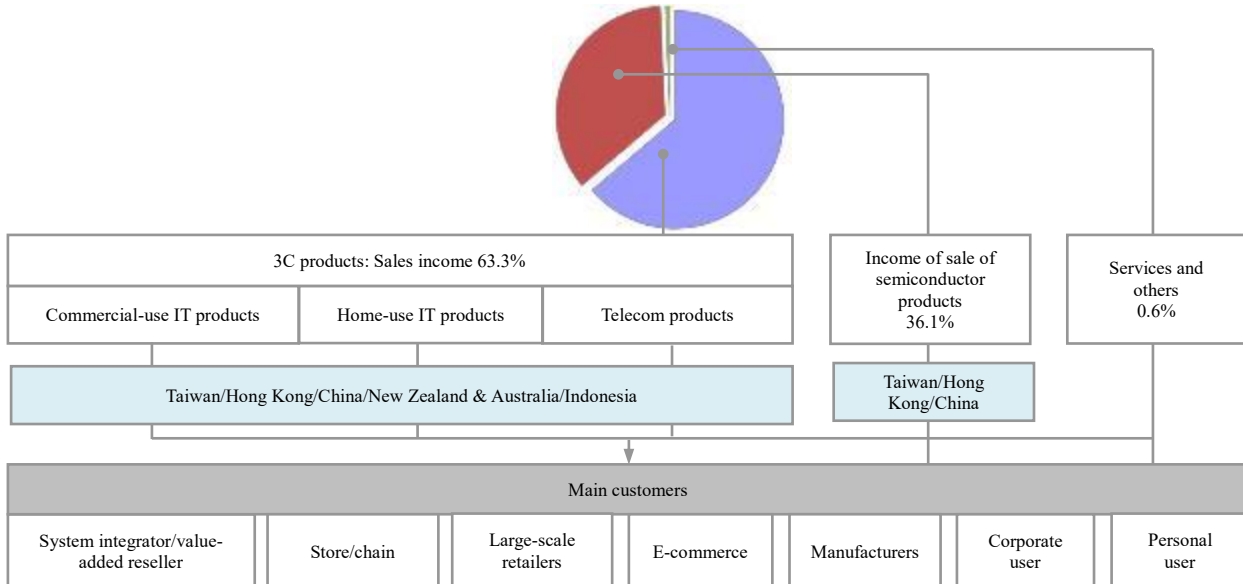 3C products: Sales income 63.3%
Commercial-use IT products
Home-use IT products
Telecom products
Income of sale of
semiconductor
products
36.1%
Services and
others
0.6%
Taiwan/Hong Kong/China/New Zealand & Australia/Indonesia
Taiwan/Hong
Kong/China
Main customers
System integrator/value-
added reseller
Store/chain
Large-scale
retailers
E-commerce
Manufacturers
Corporate
user
Personal
user